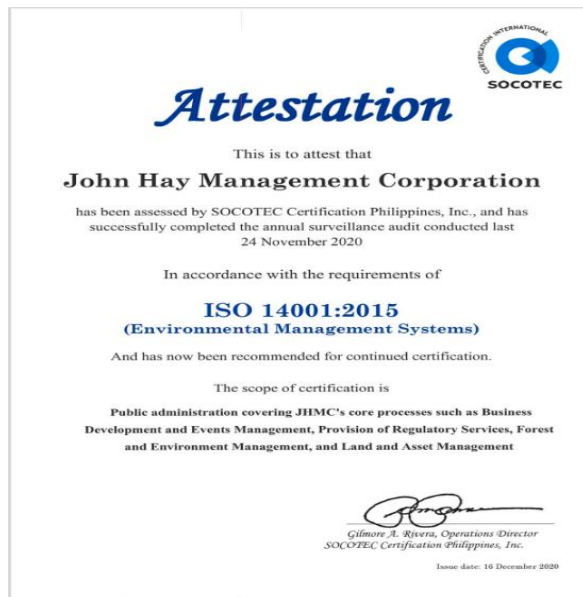 CERTIFICATION INTERNATIONAL
SOCOTEC
Attestation
This is to attest that
John Hay Management Corporation
has been assessed by SOCOTEC Certification Philippines, Inc., and has
successfully completed the annual surveillance audit conducted last
24 November 2020
In accordance with the requirements of
ISO 14001:2015
(Environmental Management Systems)
And has now been recommended for continued certification.
The scope of certification is
Public administration covering JHMC's core processes such as Business
Development and Events Management, Provision of Regulatory Services, Forest
and Environment Management, and Land and Asset Management
Gilmore A. Rivera, Operations Director
SOCOTEC Certification Philippines, Inc.
Issue date: 16 December 2020